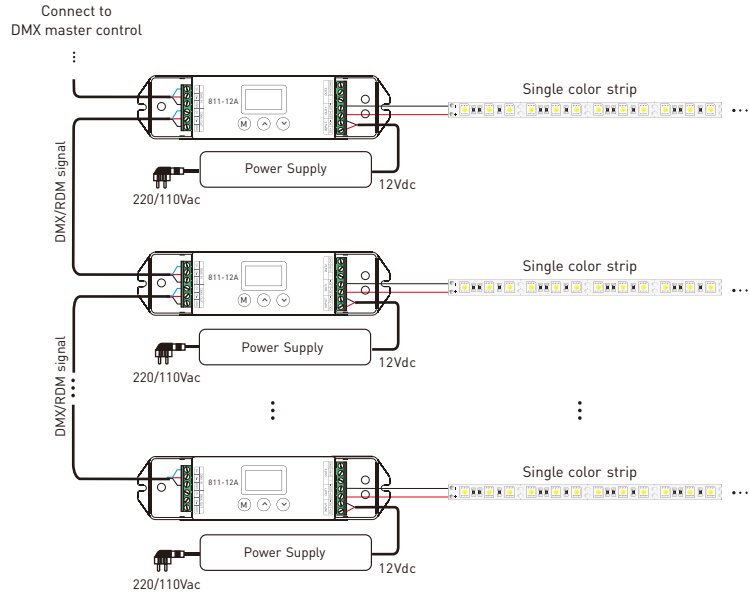 Connect to
DMX master control
811-12A
M
Single color strip
Power Supply
12Vdc
220/110Vac
DMX/RDM signal
811-12A
M
Single color strip
Power Supply
12Vdc
220/110Vac
DMX/RDM signal
811-12A
M
Single color strip
Power Supply
12Vdc
220/110Vac